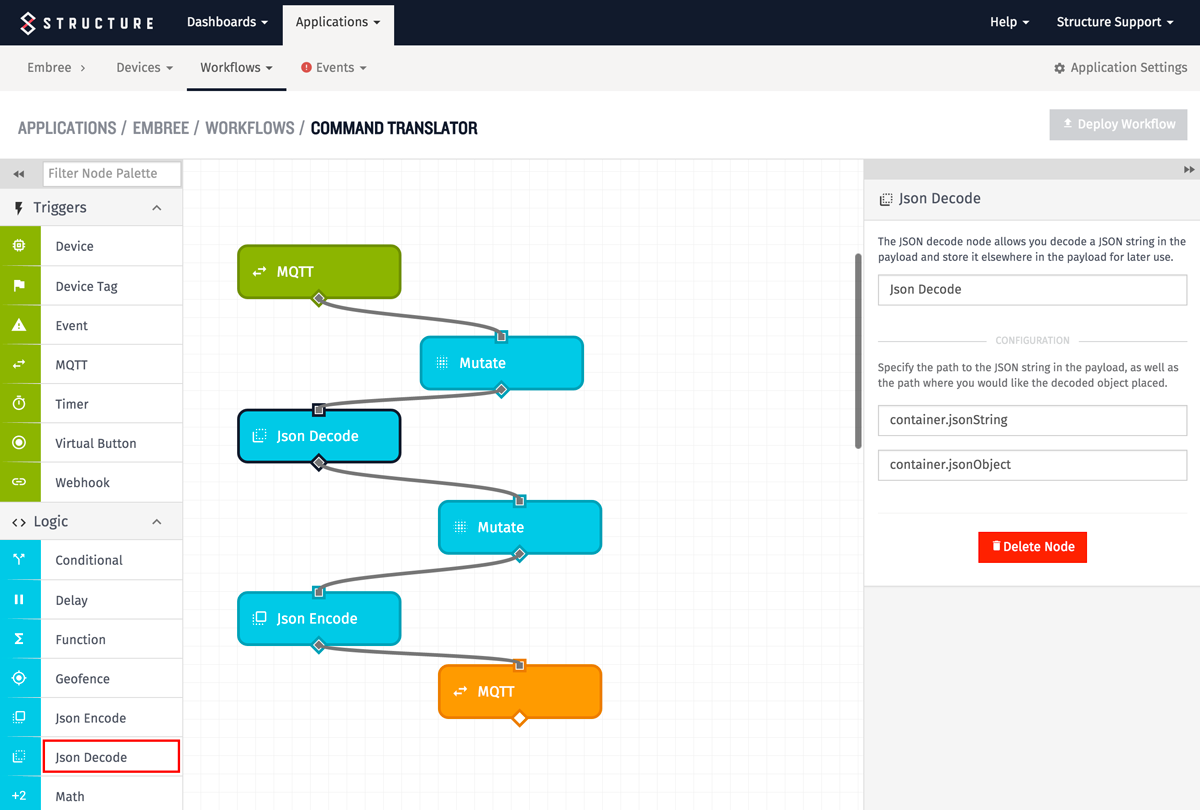 STRUCTURE
Dashboards
Applications
Help
Structure Support
Embree
Devices
Workflows
Events
Application Settings
APPLICATIONS / EMBREE / WORKFLOWS / COMMAND TRANSLATOR
Deploy Workflow
Filter Node Palette
Triggers
Device
Device Tag
Event
MQTT
Timer
Virtual Button
Webhook
Logic
Conditional
Delay
Function
Geofence
Json Encode
Json Decode
+2 Math
MQTT
Mutate
Json Decode
Mutate
Json Encode
MQTT
Json Decode
The JSON decode node allows you decode a JSON string in the
payload and store it elsewhere in the payload for later use.
Json Decode
CONFIGURATION
Specify the path to the JSON string in the payload, as well as
the path where you would like the decoded object placed.
container.jsonString
container.jsonObject
Delete Node